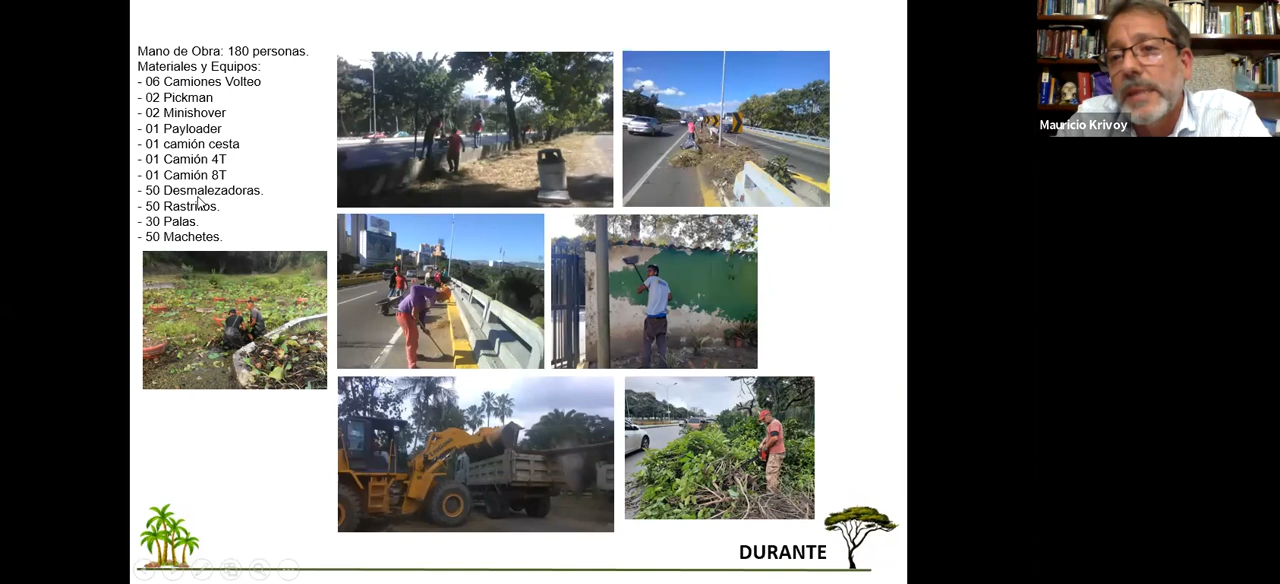 Mano de Obra: 180 personas.
Materiales y Equipos:
- 06 Camiones Volteo
- 02 Pickman
- 02 Minishover
- 01 Payloader
- 01 camión cesta
- 01 Camión 4T
- 01 Camión 8T
- 50 Desmalezadoras.
- 50 Rastrillos.
- 30 Palas.
- 50 Machetes.
DURANTE
Mauricio Krivoy